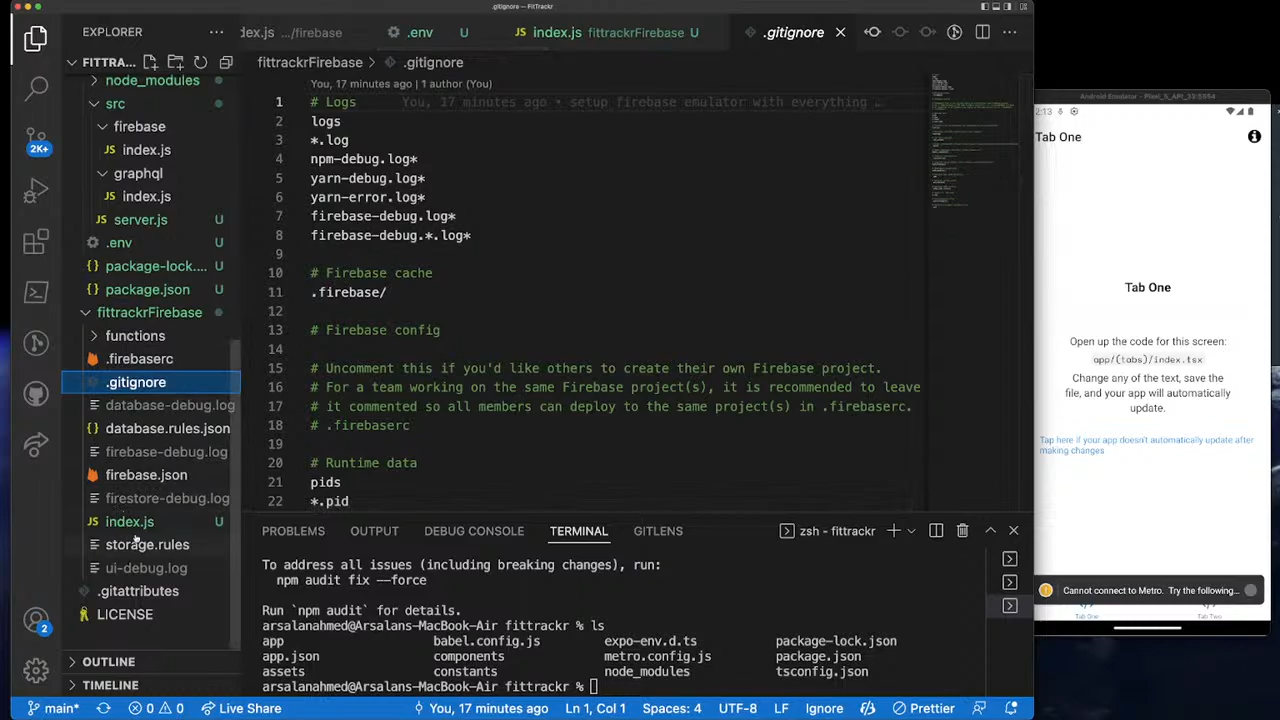 .gitignore — FitTrackr
EXPLORER
dex.js .../firebase
.env U
index.js fittrackrFirebase U
.gitignore
FITTRA...
fittrackrFirebase > .gitignore
node_modules
src
firebase
index.js
graphql
index.js
server.js U
.env U
package-lock.... U
package.json U
fittrackrFirebase
functions
.firebaserc
.gitignore
database-debug.log
database.rules.json
firebase-debug.log
firebase.json
firestore-debug.log
index.js U
storage.rules
ui-debug.log
.gitattributes
LICENSE
OUTLINE
TIMELINE
2K+
2
You, 17 minutes ago | 1 author (You)
1 # Logs You, 17 minutes ago • setup firebase emulator with everything …
2 logs
3 *.log
4 npm-debug.log*
5 yarn-debug.log*
6 yarn-error.log*
7 firebase-debug.log*
8 firebase-debug.*.log*
9
10 # Firebase cache
11 .firebase/
12
13 # Firebase config
14
15 # Uncomment this if you'd like others to create their own Firebase project.
16 # For a team working on the same Firebase project(s), it is recommended to leave
17 # it commented so all members can deploy to the same project(s) in .firebaserc.
18 # .firebaserc
19
20 # Runtime data
21 pids
22 *.pid
PROBLEMS OUTPUT DEBUG CONSOLE TERMINAL GITLENS
zsh - fittrackr
To address all issues (including breaking changes), run:
npm audit fix --force
Run `npm audit` for details.
arsalanahmed@Arsalans-MacBook-Air fittrackr % ls
app babel.config.js expo-env.d.ts package-lock.json
app.json components metro.config.js package.json
assets constants node_modules tsconfig.json
arsalanahmed@Arsalans-MacBook-Air fittrackr %
main* 0 0 Live Share You, 17 minutes ago Ln 1, Col 1 Spaces: 4 UTF-8 LF Ignore Prettier
Android Emulator - Pixel_5_API_33:5554
2:13
Tab One
Tab One
Open up the code for this screen:
app/(tabs)/index.tsx
Change any of the text, save the
file, and your app will automatically
update.
Tap here if your app doesn't automatically update after
making changes
Cannot connect to Metro. Try the following...
Tab One Tab Two